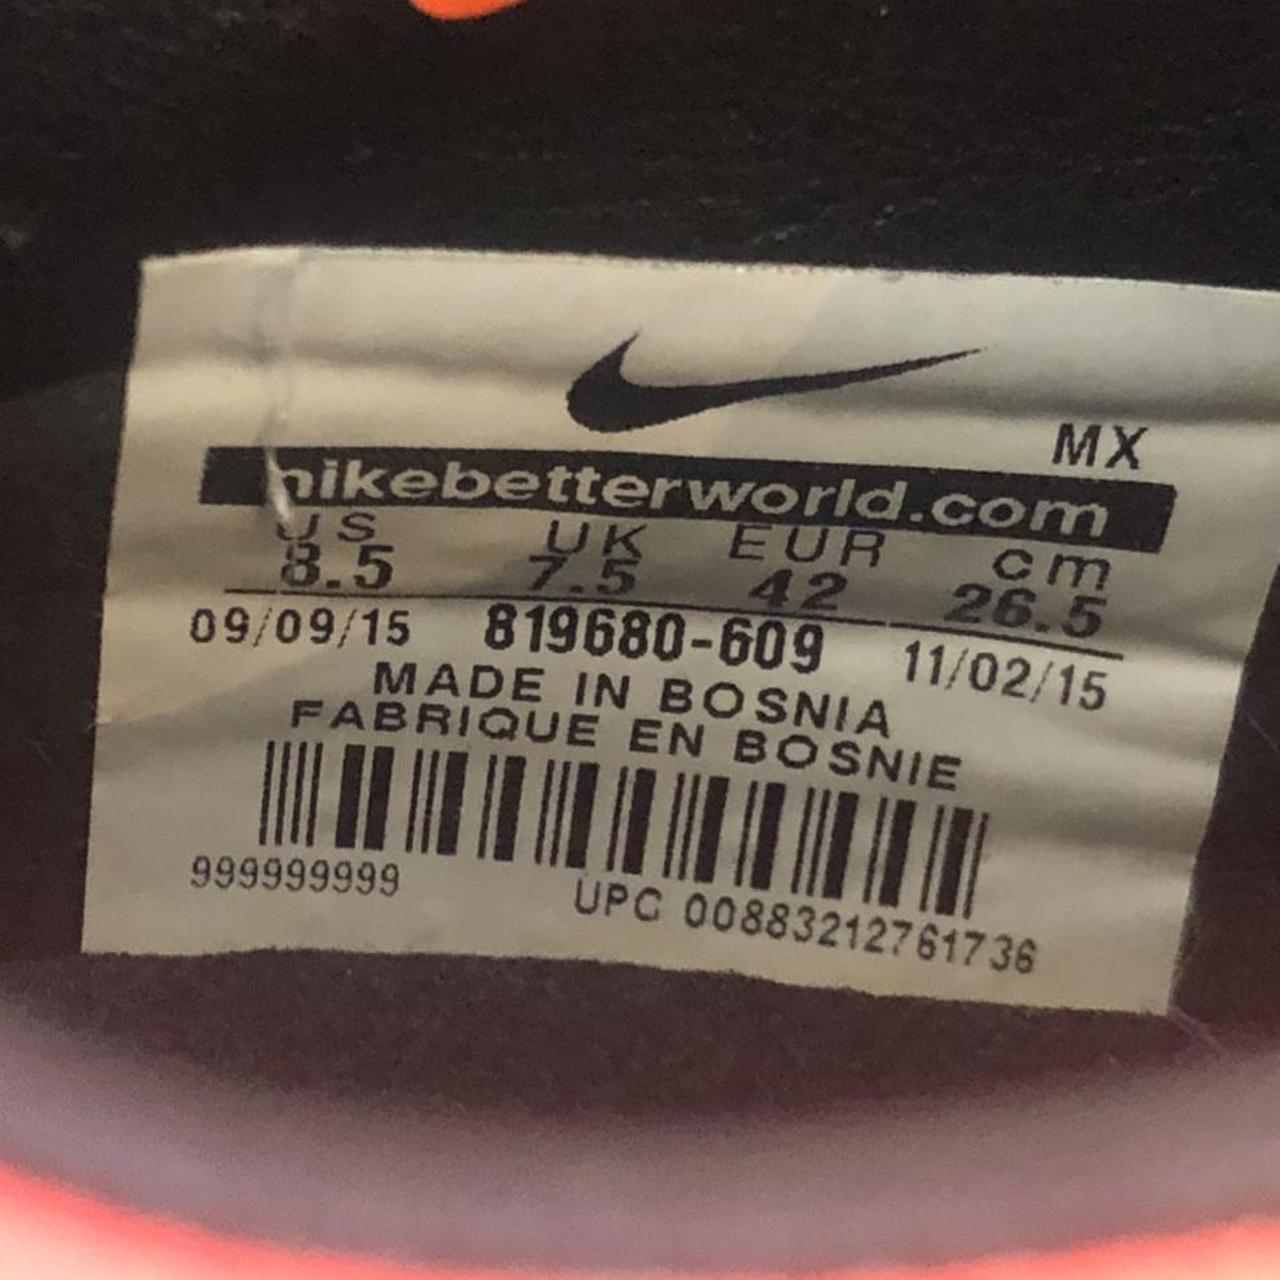 MX
nikebetterworld.com
US UK EUR cm
8.5 7.5 42 26.5
09/09/15 819680-609 11/02/15
MADE IN BOSNIA
FABRIQUE EN BOSNIE
999999999 UPC 00883212761736